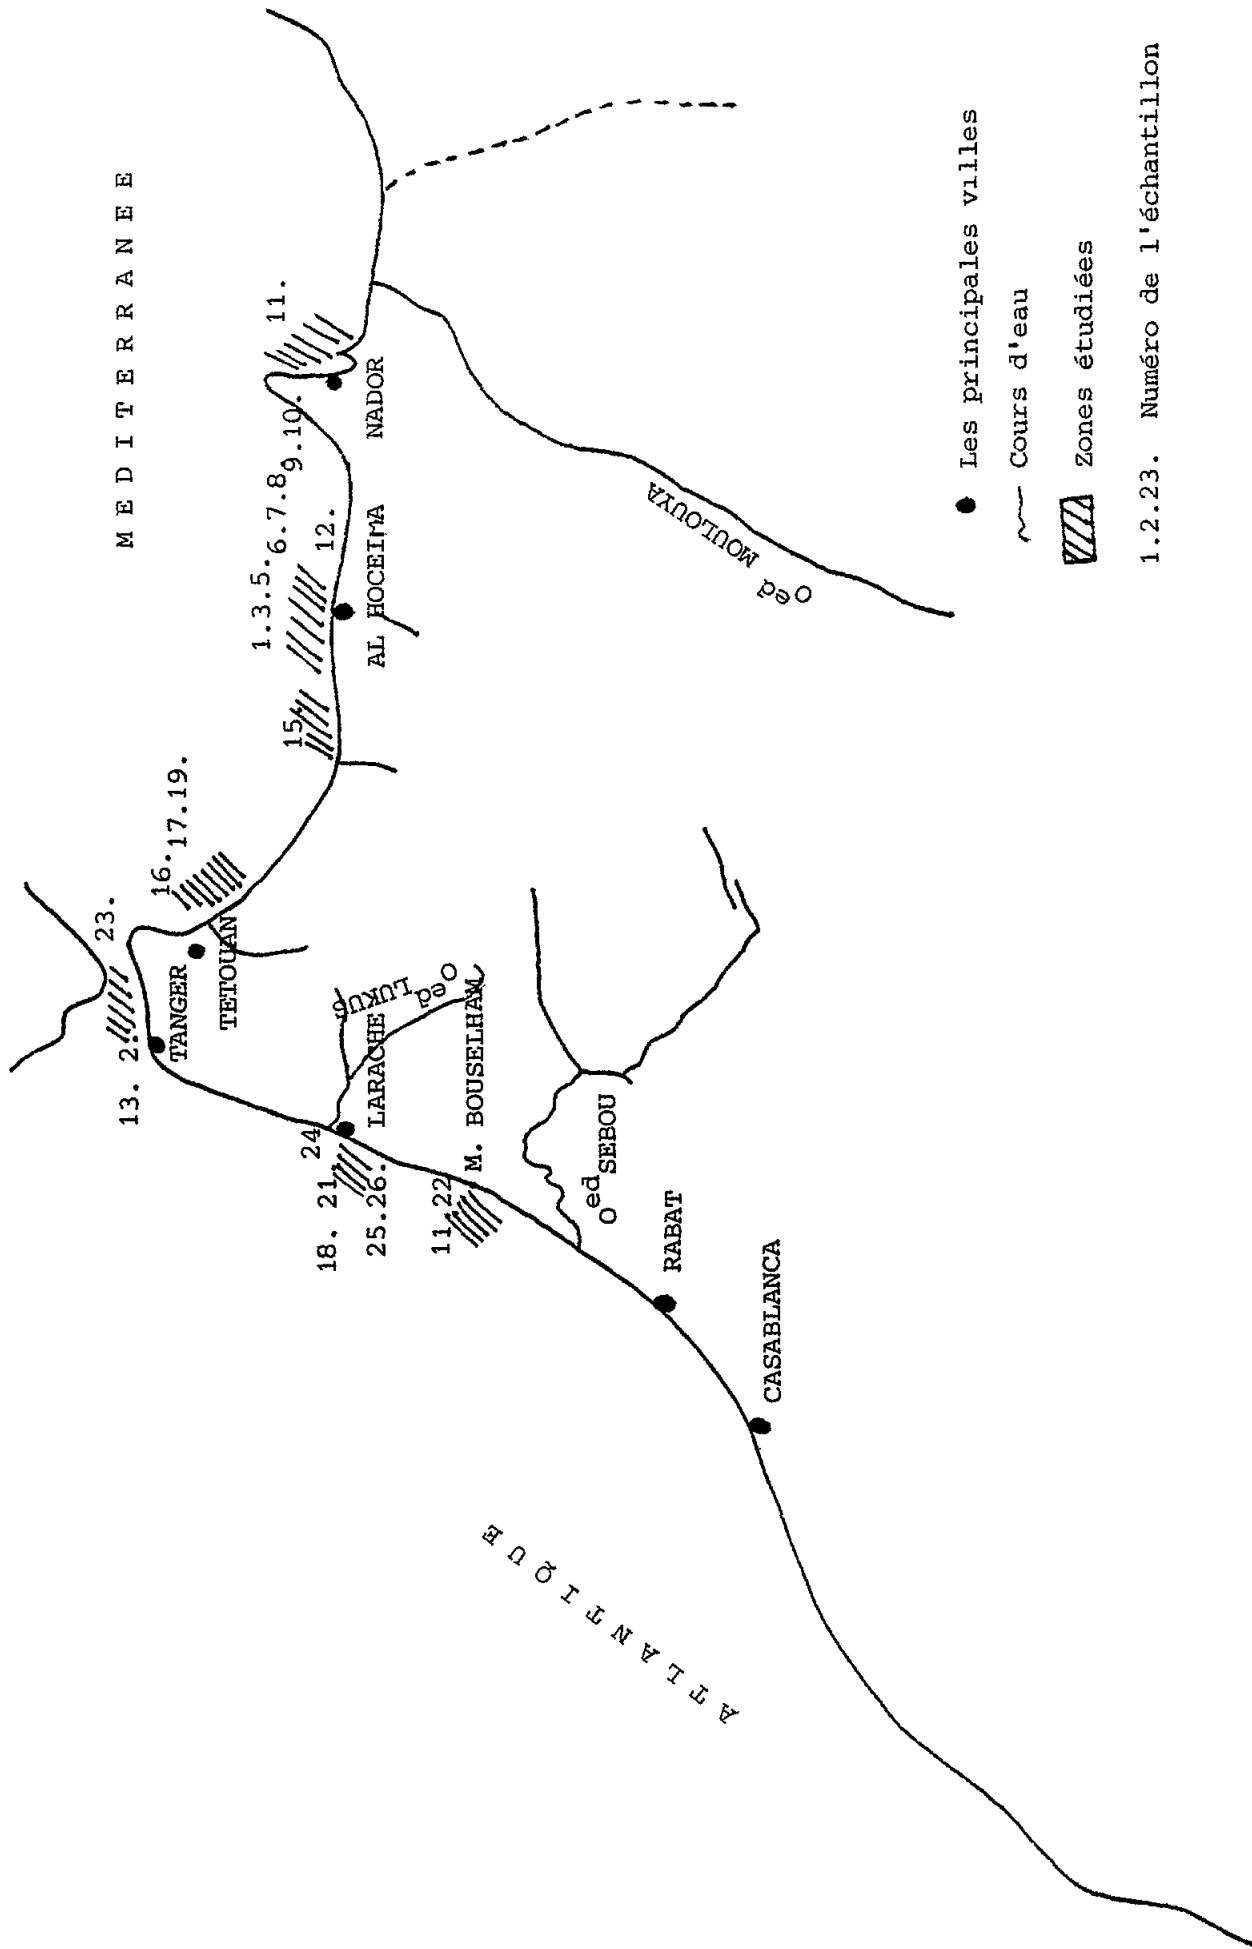 MEDITERRANEE
23.
13. 2.
TANGER
16.
17.19.
TETOUAN
15.
1.3.5.
6.7.8.
9.10.
12.
11.
AL HOCEIMA
NADOR
24
18. 21.
25.26.
LARACHE
Oed LUKUS
11.22
M. BOUSELHAM
Oed SEBOU
Oed MOULOUYA
RABAT
CASABLANCA
ATLANTIQUE
Les principales villes
Cours d'eau
Zones étudiées
1.2.23. Numéro de l'échantillon